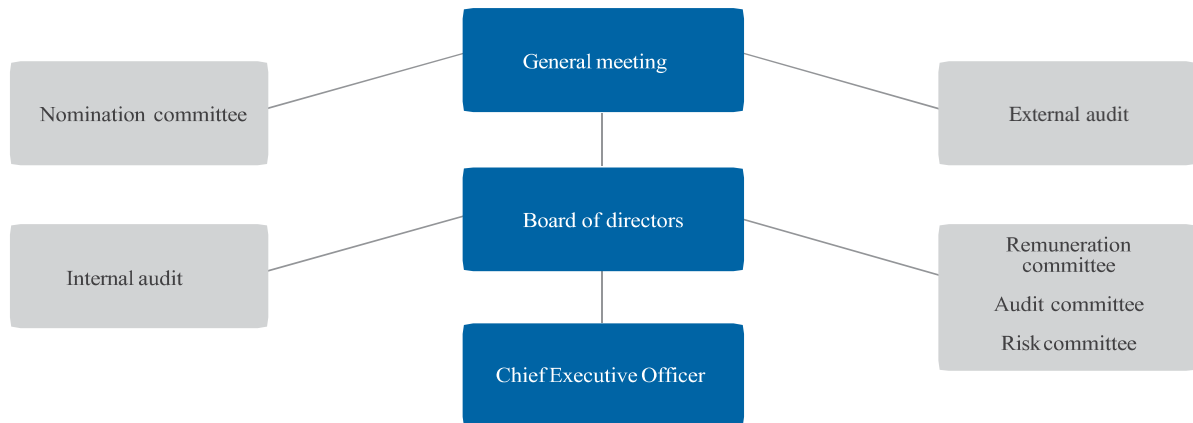 General meeting
Nomination committee
External audit
Board of directors
Internal audit
Remuneration
committee
Audit committee
Risk committee
Chief Executive Officer